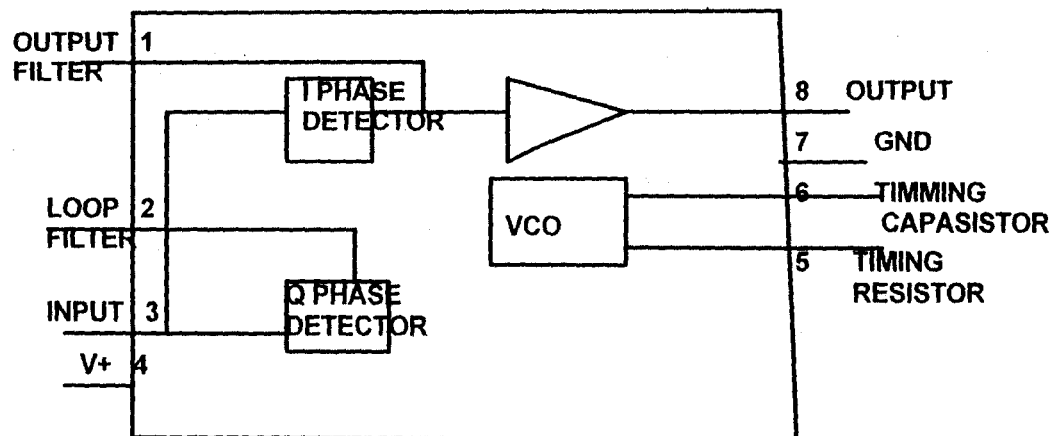 OUTPUT 1
FILTER
I PHASE
DETECTOR
8 OUTPUT
7 GND
LOOP 2
FILTER
VCO
6 TIMMING
CAPASISTOR
5 TIMING
RESISTOR
Q PHASE
DETECTOR
INPUT 3
V+ 4